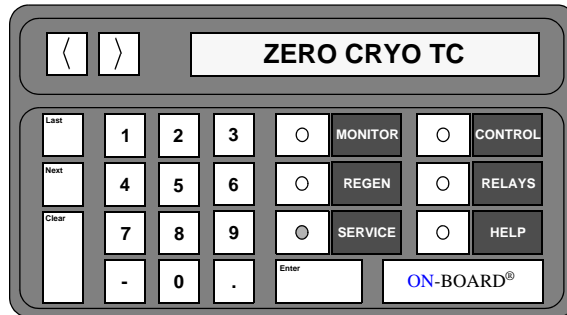 〈 〉 ZERO CRYO TC
Last 1 2 3 MONITOR CONTROL
Next 4 5 6 REGEN RELAYS
Clear 7 8 9 SERVICE HELP
- 0 . Enter ON-BOARD®